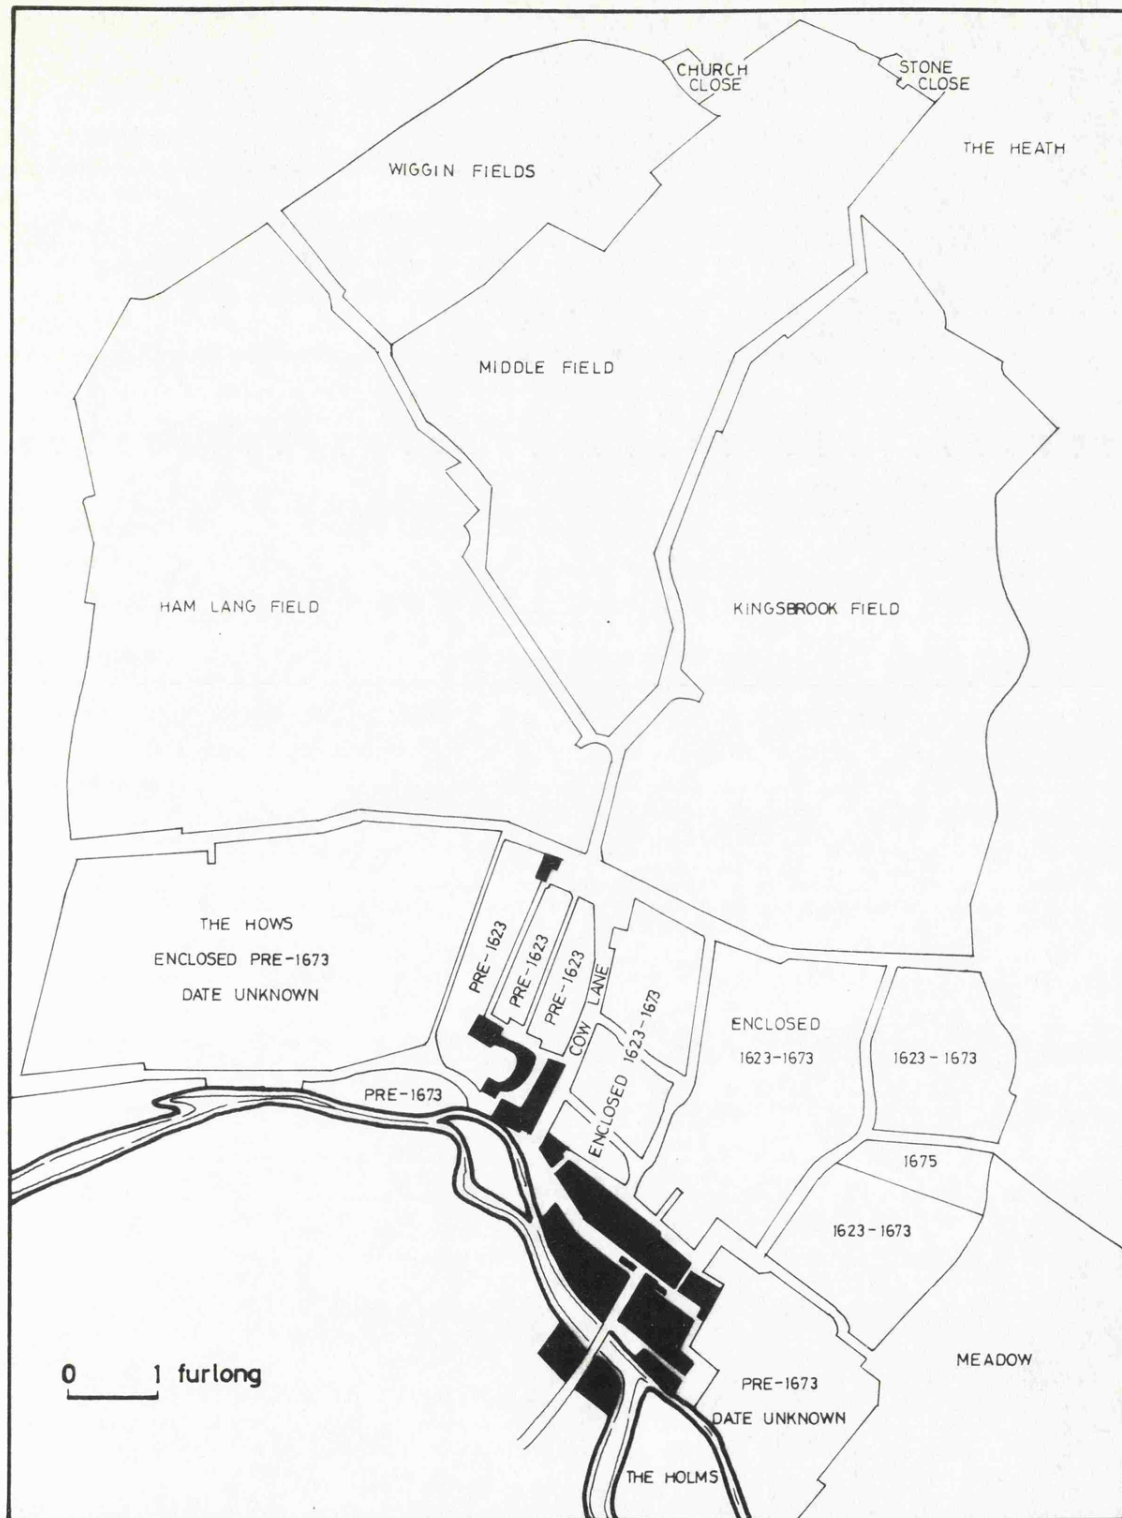 CHURCH
CLOSE
STONE
CLOSE
THE HEATH
WIGGIN FIELDS
MIDDLE FIELD
HAM LANG FIELD
KINGSBROOK FIELD
THE HOWS
ENCLOSED PRE-1673
DATE UNKNOWN
PRE-1623
PRE-1623
PRE-1623
COW LANE
ENCLOSED 1623-1673
ENCLOSED
1623-1673
1623-1673
PRE-1673
1675
1623-1673
MEADOW
0 1 furlong
PRE-1673
DATE UNKNOWN
THE HOLMS